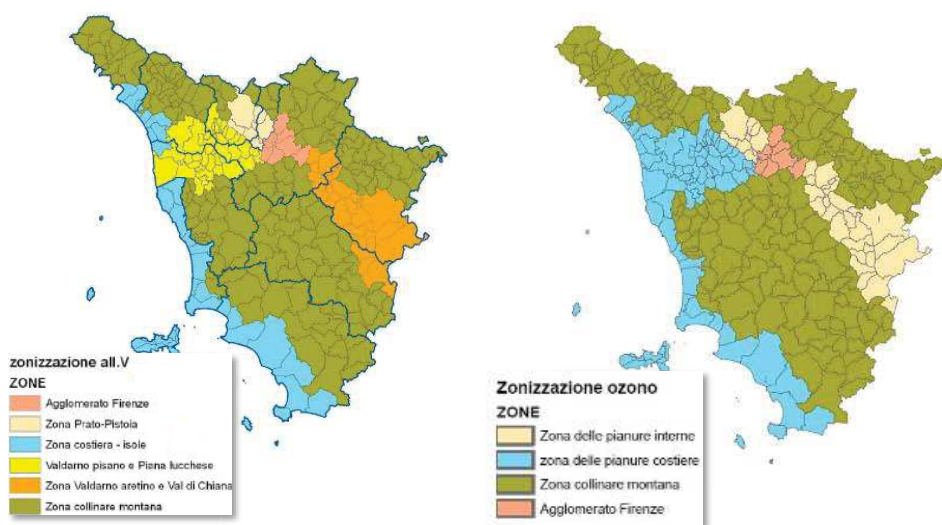 zonizzazione all.V
ZONE
Agglomerato Firenze
Zona Prato-Pistoia
Zona costiera - isole
Valdarno pisano e Piana lucchese
Zona Valdarno aretino e Val di Chiana
Zona collinare montana
Zonizzazione ozono
ZONE
Zona delle pianure interne
zona delle pianure costiere
Zona collinare montana
Agglomerato Firenze